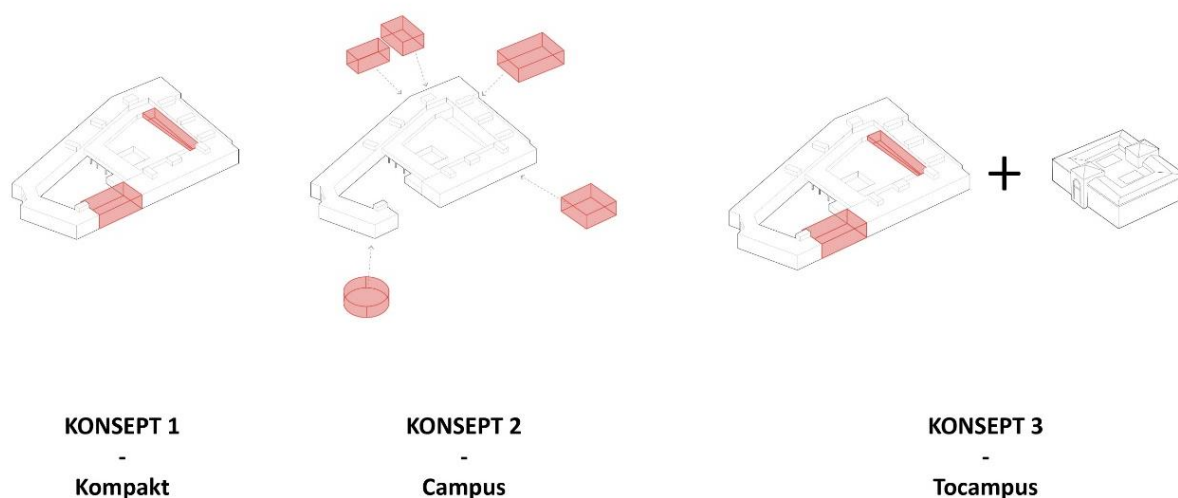 KONSEPT 1
-
Kompakt
KONSEPT 2
-
Campus
+
KONSEPT 3
-
Tocampus